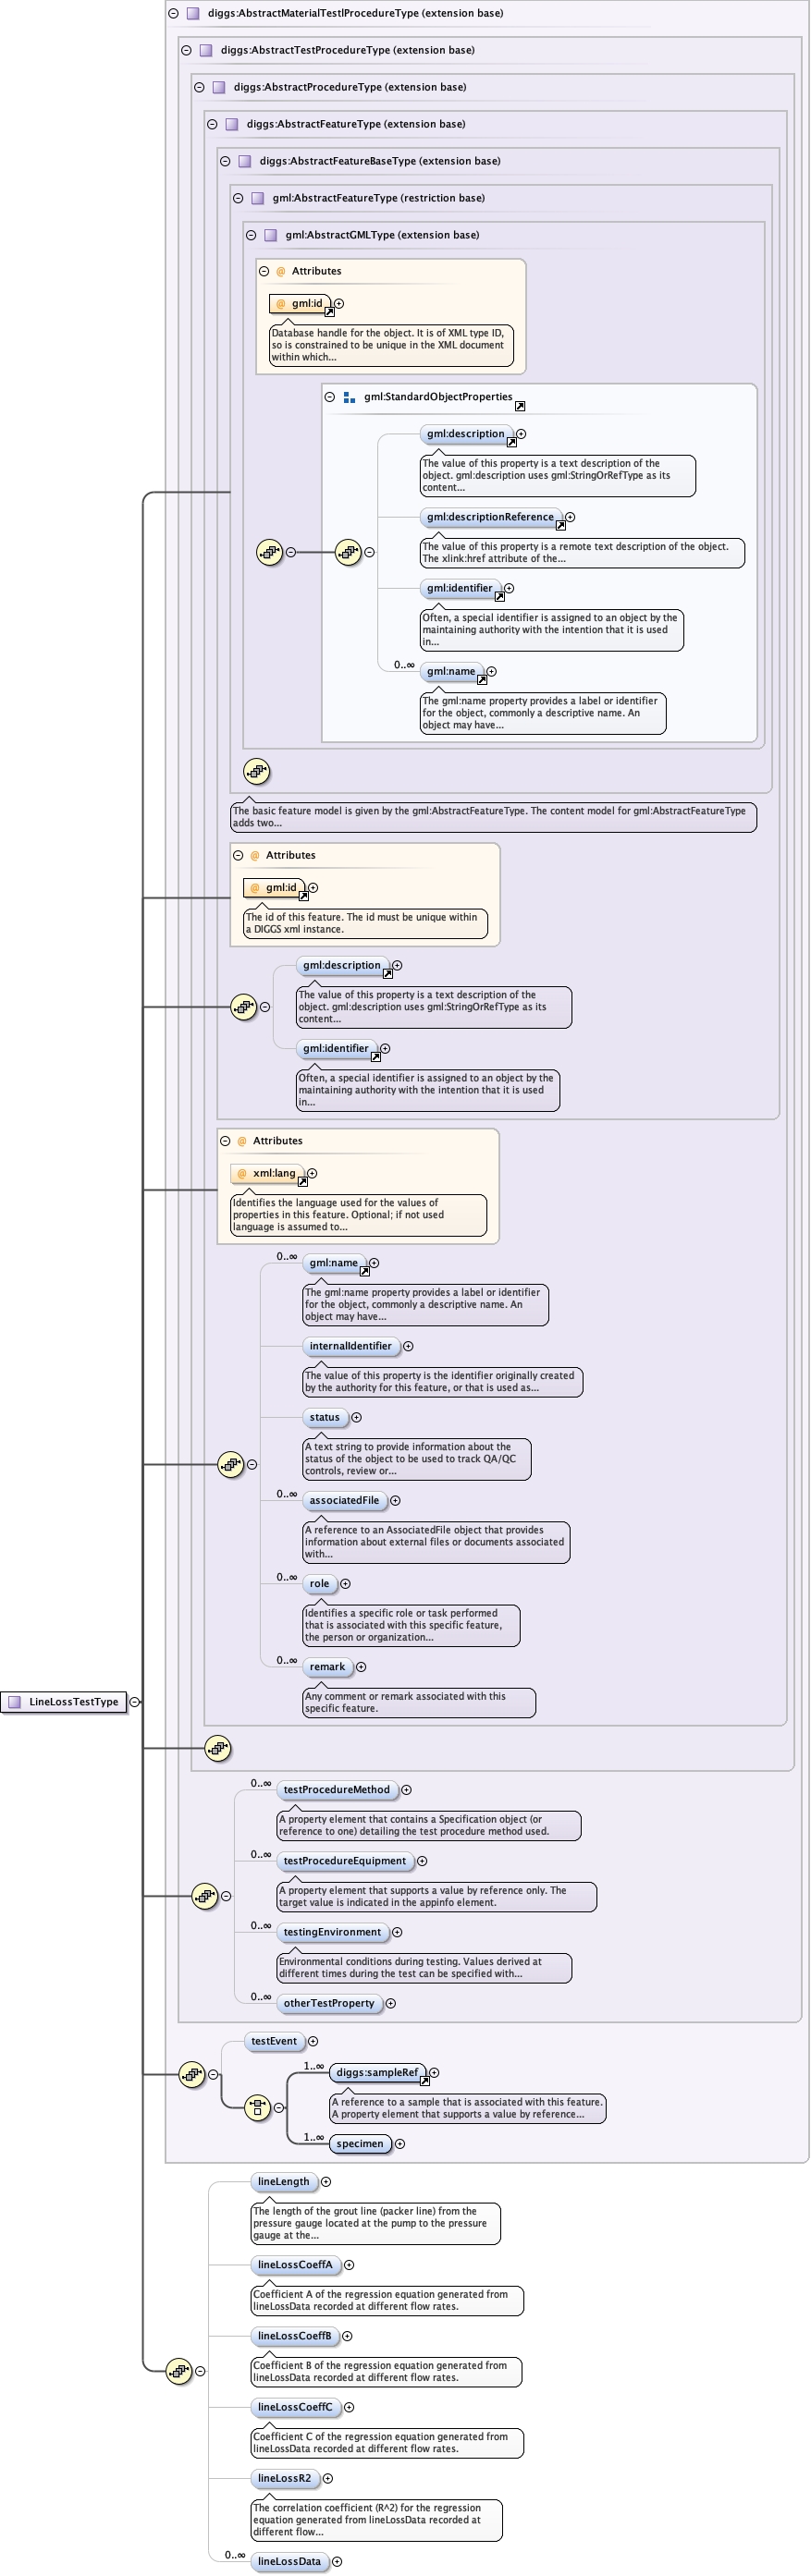 diggs:AbstractMaterialTestlProcedureType (extension base)
diggs:AbstractTestProcedureType (extension base)
diggs:AbstractProcedureType (extension base)
diggs:AbstractFeatureType (extension base)
diggs:AbstractFeatureBaseType (extension base)
gml:AbstractFeatureType (restriction base)
gml:AbstractGMLType (extension base)
@ Attributes
@ gml:id
Database handle for the object. It is of XML type ID,
so is constrained to be unique in the XML document
within which...
gml:StandardObjectProperties
gml:description
The value of this property is a text description of the
object. gml:description uses gml:StringOrRefType as its
content...
gml:descriptionReference
The value of this property is a remote text description of the object.
The xlink:href attribute of the...
gml:identifier
Often, a special identifier is assigned to an object by the
maintaining authority with the intention that it is used
in...
0..∞ gml:name
The gml:name property provides a label or identifier
for the object, commonly a descriptive name. An
object may have...
The basic feature model is given by the gml:AbstractFeatureType. The content model for gml:AbstractFeatureType
adds two...
@ Attributes
@ gml:id
The id of this feature. The id must be unique within
a DIGGS xml instance.
gml:description
The value of this property is a text description of the
object. gml:description uses gml:StringOrRefType as its
content...
gml:identifier
Often, a special identifier is assigned to an object by the
maintaining authority with the intention that it is used
in...
@ Attributes
@ xml:lang
Identifies the language used for the values of
properties in this feature. Optional; if not used
language is assumed to...
0..∞ gml:name
The gml:name property provides a label or identifier
for the object, commonly a descriptive name. An
object may have...
internalIdentifier
The value of this property is the identifier originally created
by the authority for this feature, or that is used as...
status
A text string to provide information about the
status of the object to be used to track QA/QC
controls, review or...
0..∞ associatedFile
A reference to an AssociatedFile object that provides
information about external files or documents associated
with...
0..∞ role
Identifies a specific role or task performed
that is associated with this specific feature,
the person or organization...
0..∞ remark
Any comment or remark associated with this
specific feature.
LineLossTestType
0..∞ testProcedureMethod
A property element that contains a Specification object (or
reference to one) detailing the test procedure method used.
0..∞ testProcedureEquipment
A property element that supports a value by reference only. The
target value is indicated in the appinfo element.
0..∞ testingEnvironment
Environmental conditions during testing. Values derived at
different times during the test can be specified with...
0..∞ otherTestProperty
testEvent
1..∞ diggs:sampleRef
A reference to a sample that is associated with this feature.
A property element that supports a value by reference...
1..∞ specimen
lineLength
The length of the grout line (packer line) from the
pressure gauge located at the pump to the pressure
gauge at the...
lineLossCoeffA
Coefficient A of the regression equation generated from
lineLossData recorded at different flow rates.
lineLossCoeffB
Coefficient B of the regression equation generated from
lineLossData recorded at different flow rates.
lineLossCoeffC
Coefficient C of the regression equation generated from
lineLossData recorded at different flow rates.
lineLossR2
The correlation coefficient (R^2) for the regression
equation generated from lineLossData recorded at
different flow...
0..∞ lineLossData